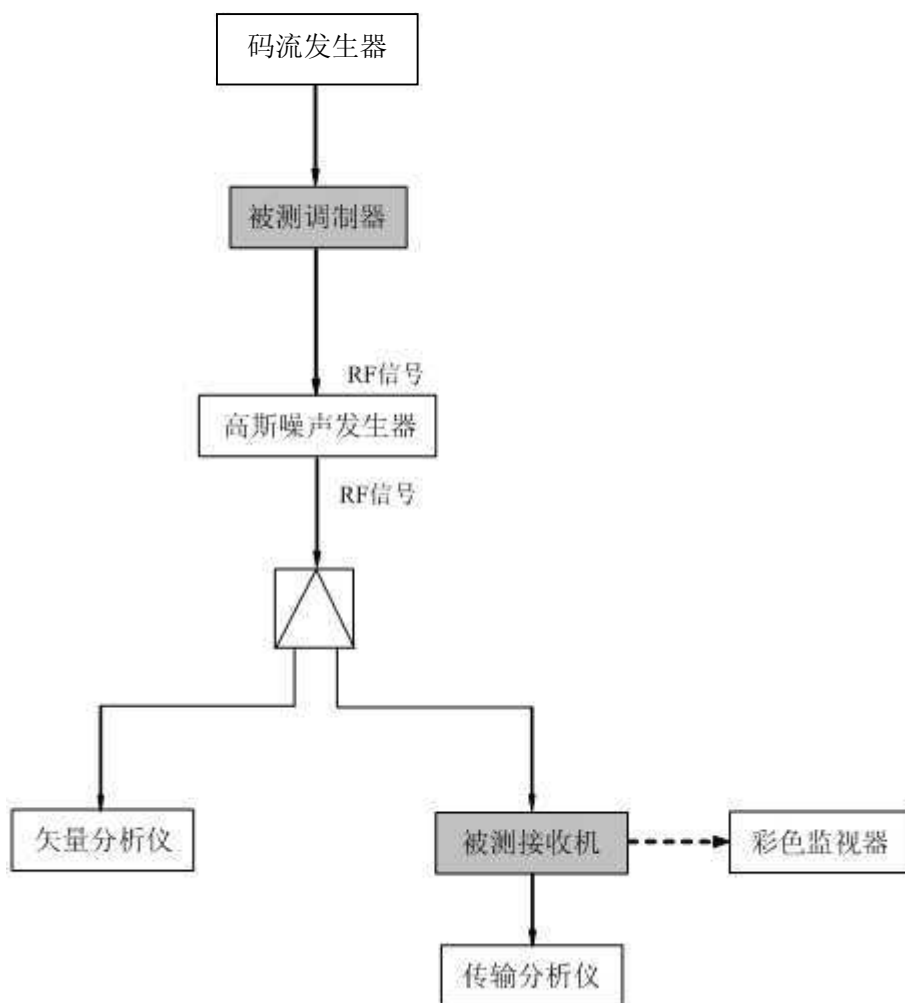 码流发生器
被测调制器
RF信号
高斯噪声发生器
RF信号
矢量分析仪
被测接收机
彩色监视器
传输分析仪